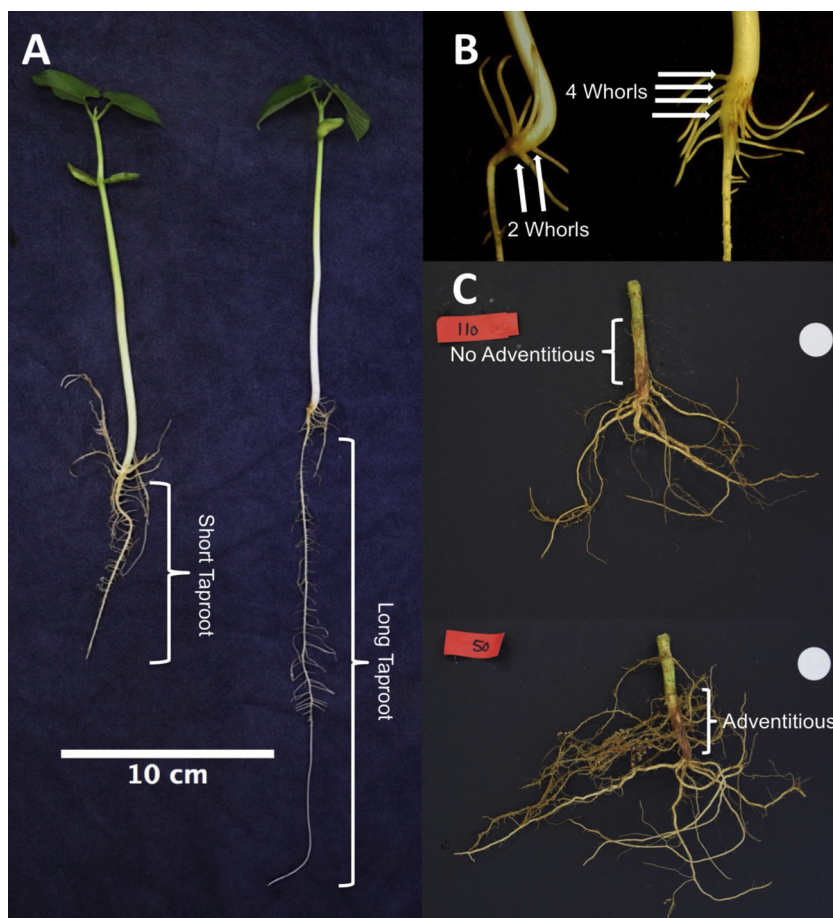 A
Short Taproot
Long Taproot
10 cm
B
4 Whorls
2 Whorls
C
110
No Adventitious
50
Adventitious